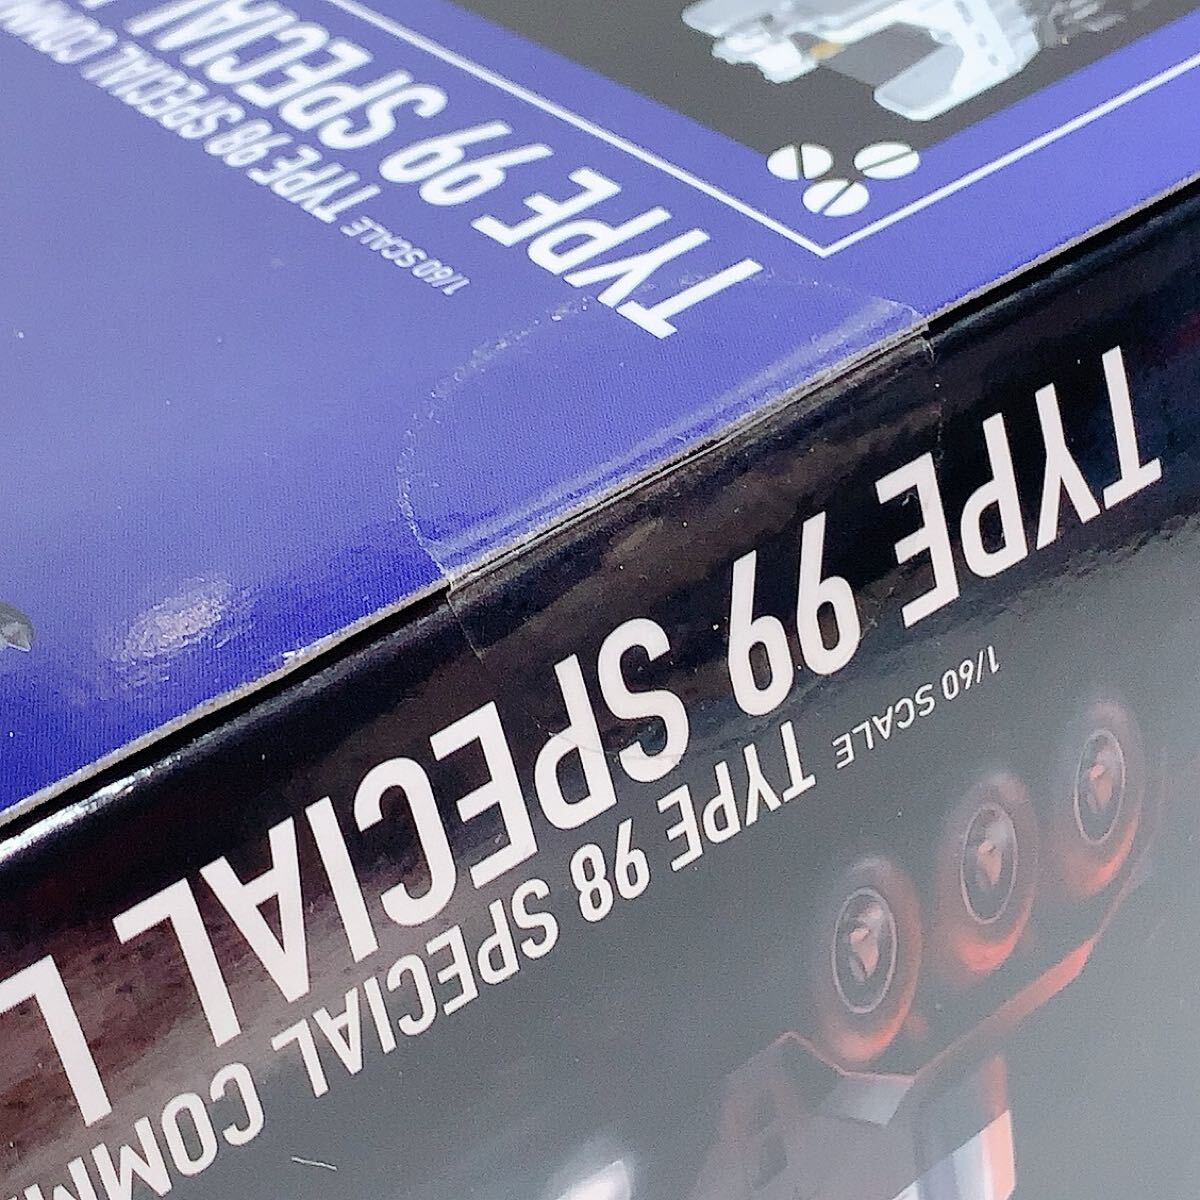 TYPE 99 SPECIAL L
1/60 SCALE TYPE 98 SPECIAL COMM
TYPE 99 SPECIAL
1/60 SCALE TYPE 98 SPECIAL COMM